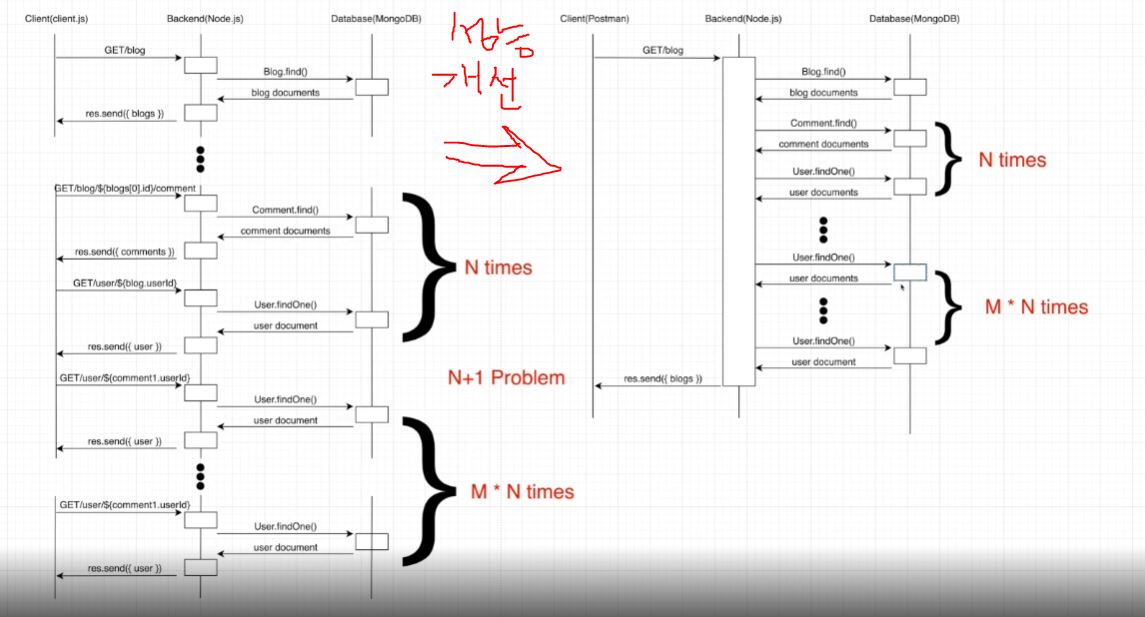 Client(client.js)
Backend(Node.js)
Database(MongoDB)
GET/blog
Blog.find()
blog documents
res.send({ blogs })
GET/blog/${blogs[0].id)/comment
Comment.find()
comment documents
res.send({ comments })
GET/user/${blog.userId}
User.findOne()
user document
res.send({ user })
N times
GET/user/${comment1.userId}
User.findOne()
user document
res.send({ user })
N+1 Problem
GET/user/${comment1.userId}
User.findOne()
user document
res.send({ user })
M * N times
성능
개선
Client(Postman)
Backend(Node.js)
Database(MongoDB)
GET/blog
Blog.find()
blog documents
Comment.find()
comment documents
User.findOne()
user documents
N times
User.findOne()
user documents
M * N times
User.findOne()
user document
res.send({ blogs })